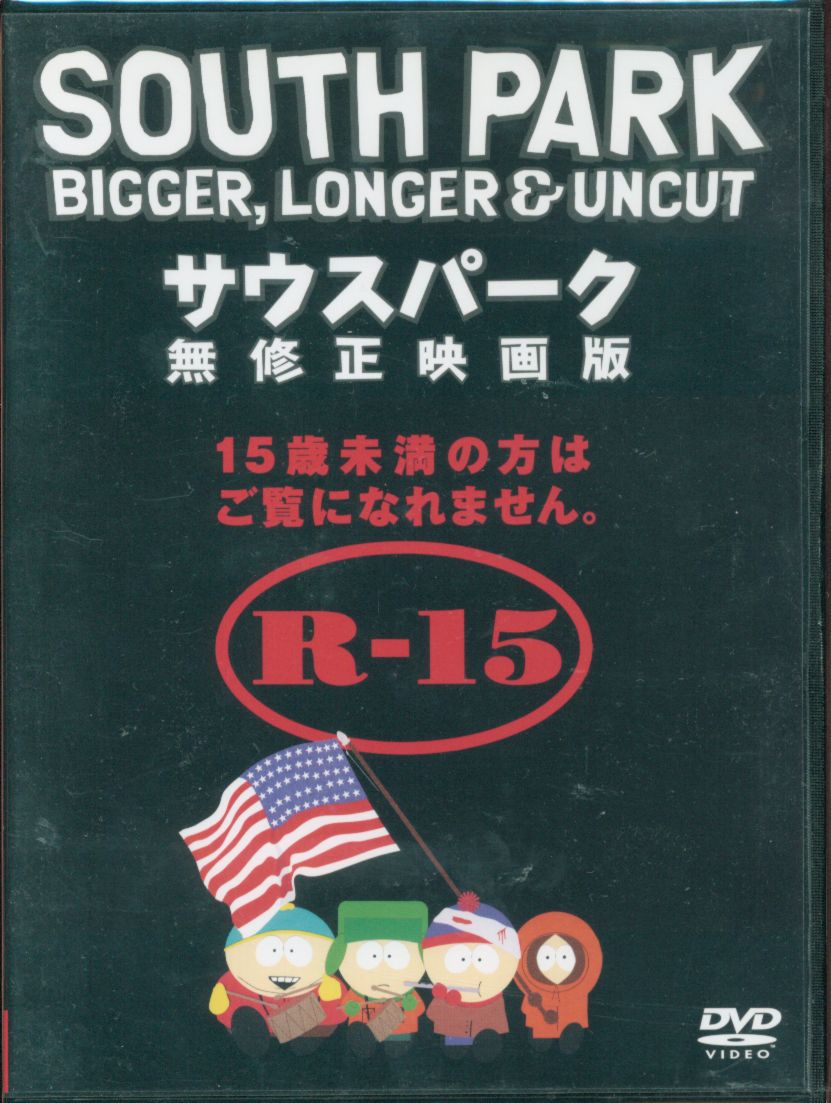 SOUTH PARK
BIGGER, LONGER & UNCUT
サウスパーク
無修正映画版
15歳未満の方は
ご覧になれません。
R-15
DVD
VIDEO
TM